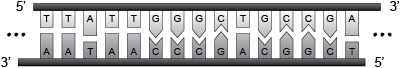 5’ 3’
... T T A T T G G G C T G C C G A ...
A A T A A C C C G A C G G C T
3’ 5’